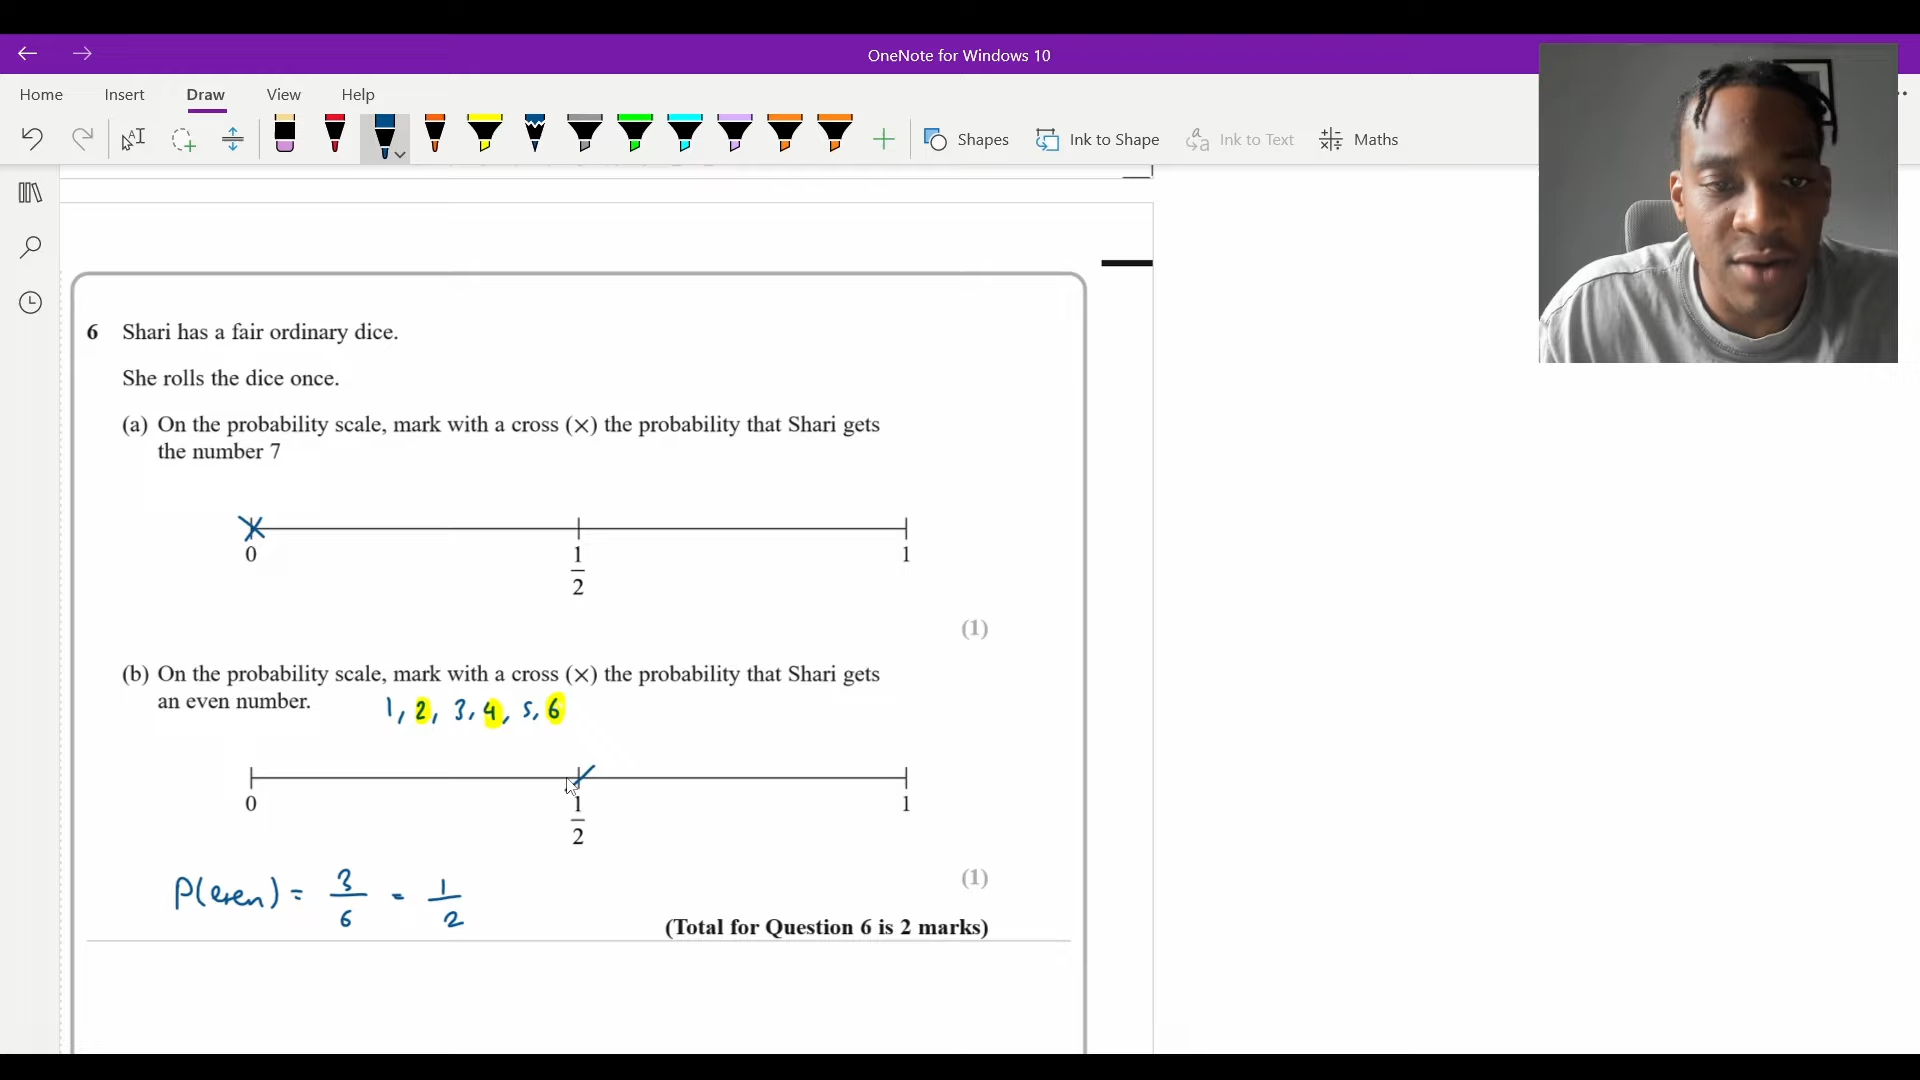 OneNote for Windows 10
Home Insert Draw View Help
Shapes Ink to Shape Ink to Text Maths
6 Shari has a fair ordinary dice.
She rolls the dice once.
(a) On the probability scale, mark with a cross (×) the probability that Shari gets
the number 7
0 1/2 1
(1)
(b) On the probability scale, mark with a cross (×) the probability that Shari gets
an even number. 1, 2, 3, 4, 5, 6
0 1/2 1
(1)
P(even) = 3/6 = 1/2
(Total for Question 6 is 2 marks)